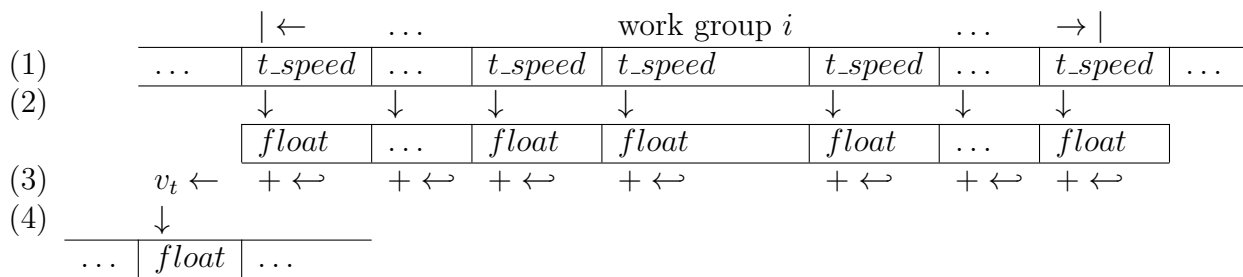 | ← … work group i … → |
(1) … t_speed … t_speed t_speed t_speed … t_speed …
(2) ↓ ↓ ↓ ↓ ↓ ↓ ↓
float … float float float … float
(3) v_t ← + ↩ + ↩ + ↩ + ↩ + ↩ + ↩ + ↩
(4) ↓
… float …